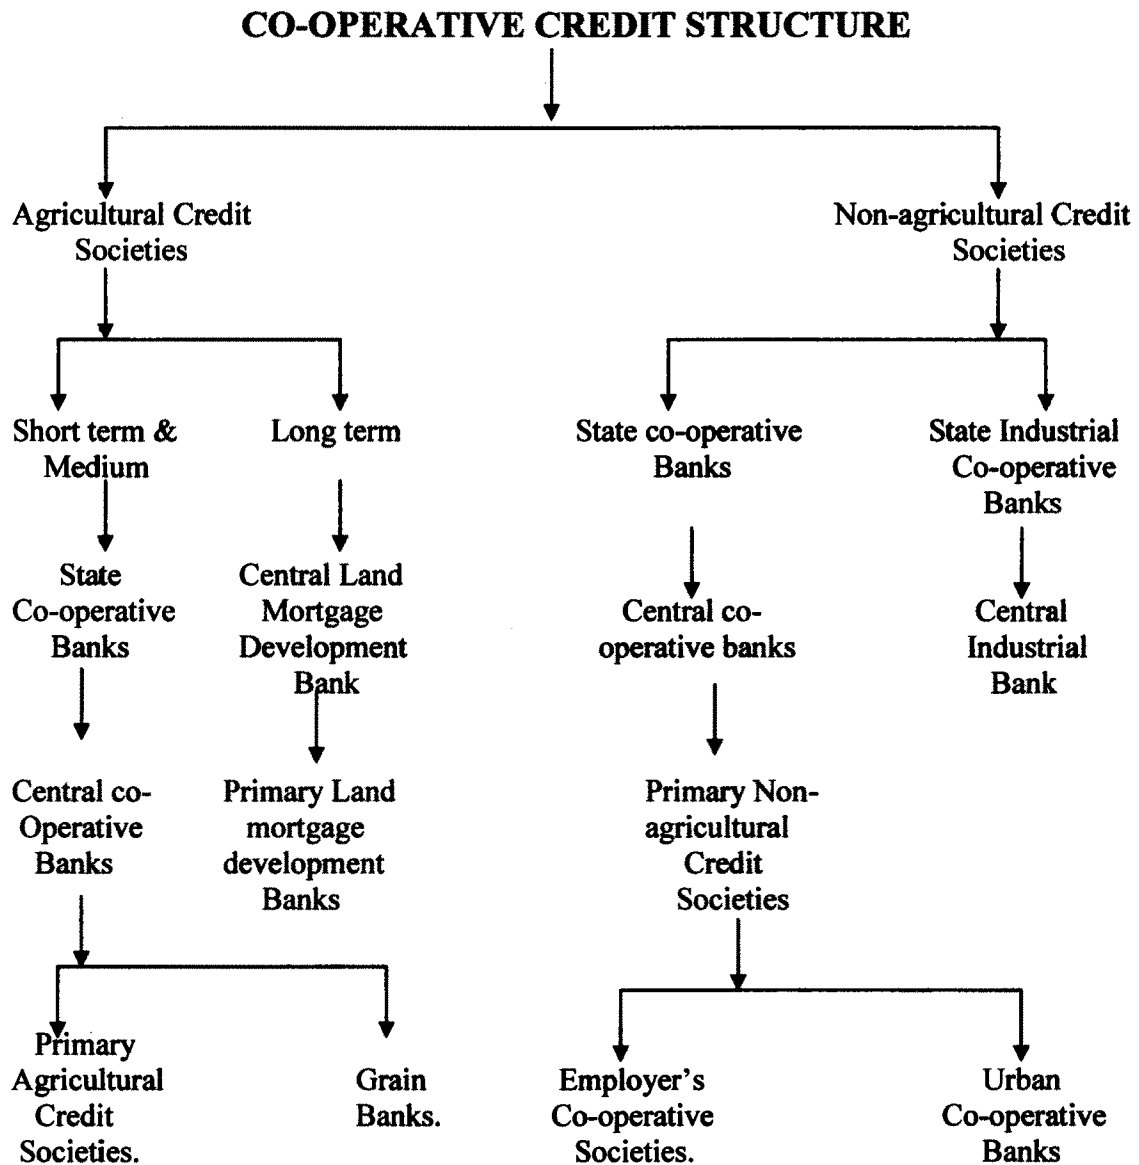 CO-OPERATIVE CREDIT STRUCTURE
Agricultural Credit
Societies
Non-agricultural Credit
Societies
Short term &
Medium
Long term
State co-operative
Banks
State Industrial
Co-operative
Banks
State
Co-operative
Banks
Central Land
Mortgage
Development
Bank
Central co-
operative banks
Central
Industrial
Bank
Central co-
Operative
Banks
Primary Land
mortgage
development
Banks
Primary Non-
agricultural
Credit
Societies
Primary
Agricultural
Credit
Societies.
Grain
Banks.
Employer's
Co-operative
Societies.
Urban
Co-operative
Banks